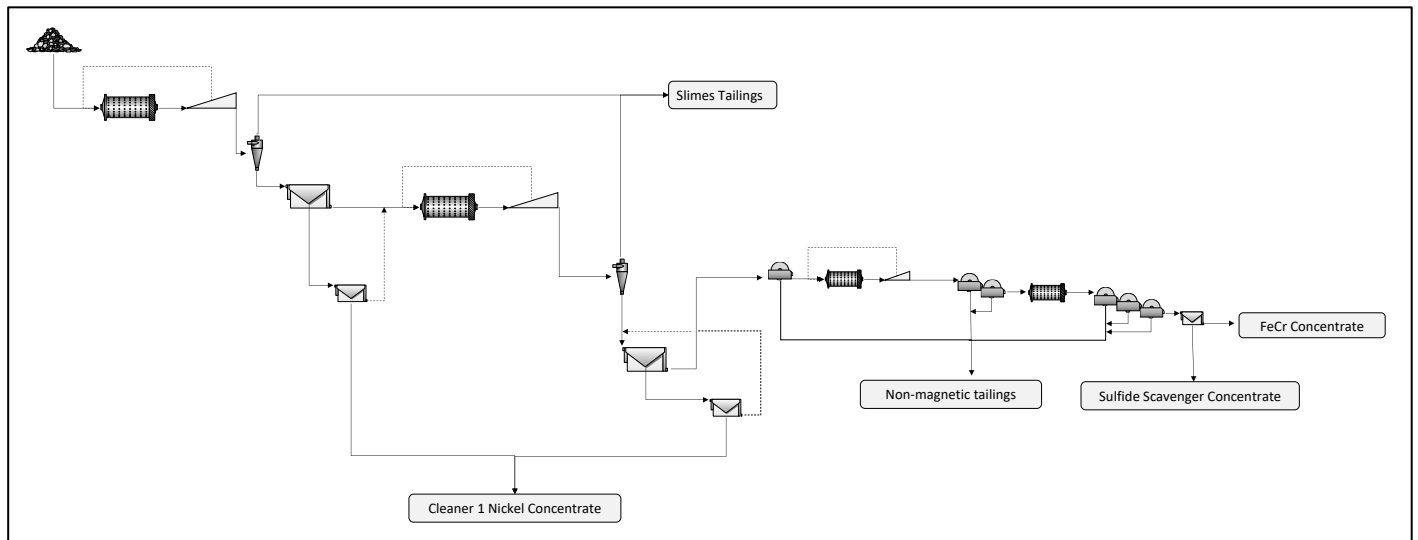 Slimes Tailings
FeCr Concentrate
Non-magnetic tailings
Sulfide Scavenger Concentrate
Cleaner 1 Nickel Concentrate